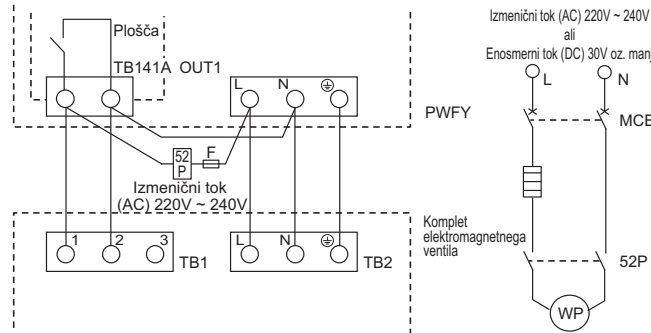 Plošča
TB141A OUT1
L N
PWFY
52
P
F
Izmenični tok
(AC) 220V ~ 240V
1 2 3
TB1
L N
TB2
Komplet
elektromagnetnega
ventila
Izmenični tok (AC) 220V ~ 240V
ali
Enosmerni tok (DC) 30V oz.
L N
MCB
52P
WP